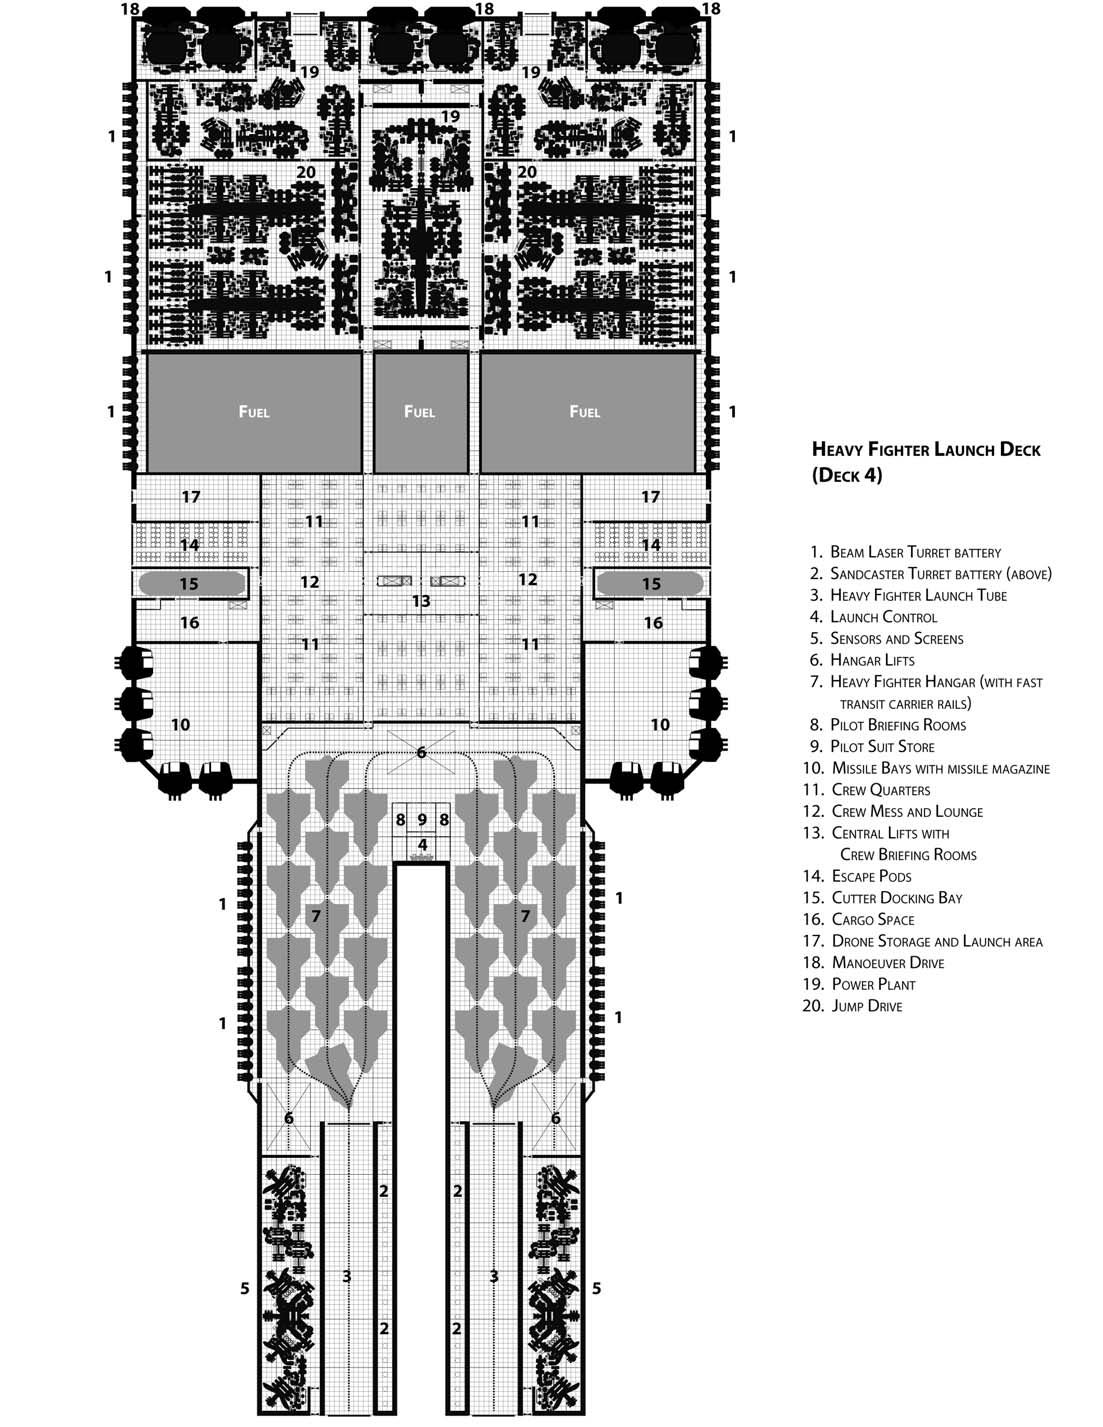 18 18 18
19 19
19
1 1
20 20
1 1
Fuel Fuel Fuel
1 1
17 17
11 11
14 14
12 12
15 15
13
16 16
11 11
10 10
6
8 9 8
4
1 7 7 1
1 1
6 6
2 2
3 3
5 5
2 2
Heavy Fighter Launch Deck
(Deck 4)
1. Beam Laser Turret battery
2. Sandcaster Turret battery (above)
3. Heavy Fighter Launch Tube
4. Launch Control
5. Sensors and Screens
6. Hangar Lifts
7. Heavy Fighter Hangar (with fast
transit carrier rails)
8. Pilot Briefing Rooms
9. Pilot Suit Store
10. Missile Bays with missile magazine
11. Crew Quarters
12. Crew Mess and Lounge
13. Central Lifts with
Crew Briefing Rooms
14. Escape Pods
15. Cutter Docking Bay
16. Cargo Space
17. Drone Storage and Launch area
18. Manoeuver Drive
19. Power Plant
20. Jump Drive